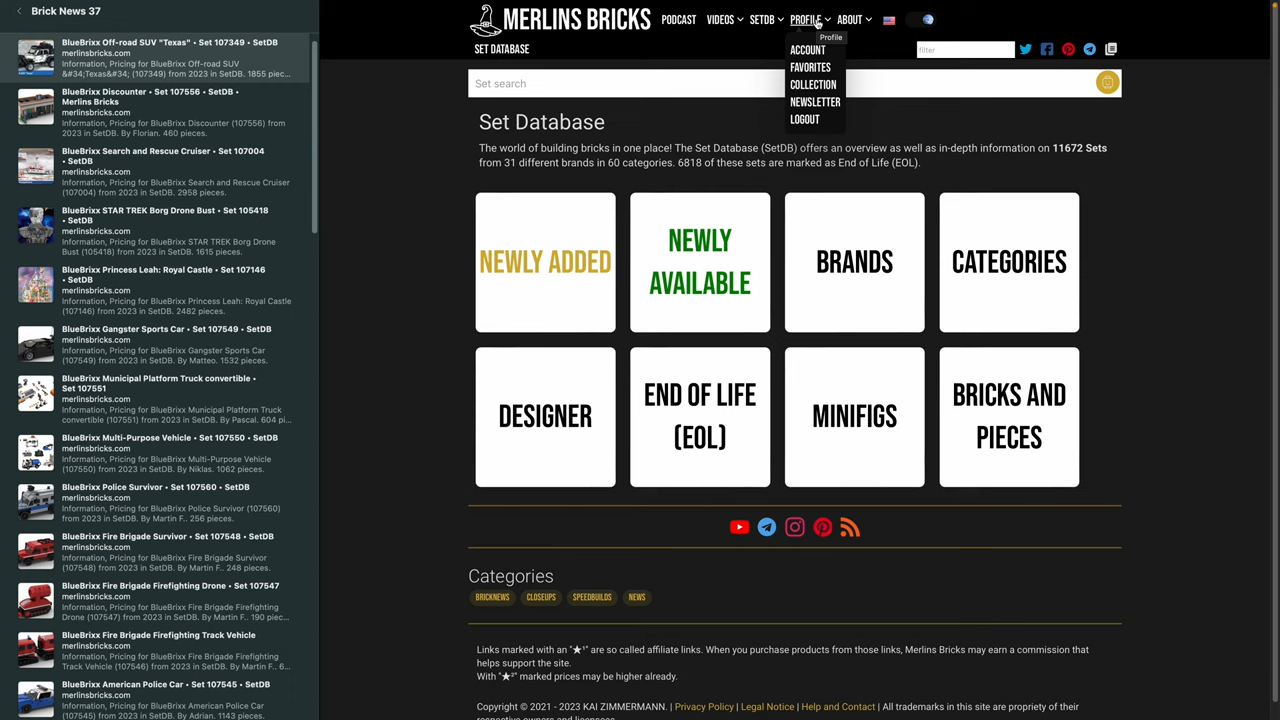 Brick News 37
BlueBrixx Off-road SUV "Texas" • Set 107349 • SetDB
merlinsbricks.com
Information, Pricing for BlueBrixx Off-road SUV
&#34;Texas&#34; (107349) from 2023 in SetDB. 1855 piec...
BlueBrixx Discounter • Set 107556 • SetDB •
Merlins Bricks
merlinsbricks.com
Information, Pricing for BlueBrixx Discounter (107556)
from 2023 in SetDB. By Florian. 460 pieces.
BlueBrixx Search and Rescue Cruiser • Set 107004
• SetDB
merlinsbricks.com
Information, Pricing for BlueBrixx Search and Rescue Cruiser
(107004) from 2023 in SetDB. 2958 pieces.
BlueBrixx STAR TREK Borg Drone Bust • Set 105418
• SetDB
merlinsbricks.com
Information, Pricing for BlueBrixx STAR TREK Borg Drone
Bust (105418) from 2023 in SetDB. 1615 pieces.
BlueBrixx Princess Leah: Royal Castle • Set 107146
• SetDB
merlinsbricks.com
Information, Pricing for BlueBrixx Princess Leah: Royal Castle
(107146) from 2023 in SetDB. 2482 pieces.
BlueBrixx Gangster Sports Car • Set 107549 • SetDB
merlinsbricks.com
Information, Pricing for BlueBrixx Gangster Sports Car
(107549) from 2023 in SetDB. By Matteo. 1532 pieces.
BlueBrixx Municipal Platform Truck convertible •
Set 107551
merlinsbricks.com
Information, Pricing for BlueBrixx Municipal Platform Truck
convertible (107551) from 2023 in SetDB. By Pascal. 604 pi...
BlueBrixx Multi-Purpose Vehicle • Set 107550 • SetDB
merlinsbricks.com
Information, Pricing for BlueBrixx Multi-Purpose Vehicle
(107550) from 2023 in SetDB. By Niklas. 1062 pieces.
BlueBrixx Police Survivor • Set 107560 • SetDB
merlinsbricks.com
Information, Pricing for BlueBrixx Police Survivor (107560)
from 2023 in SetDB. By Martin F.. 256 pieces.
BlueBrixx Fire Brigade Survivor • Set 107548 • SetDB
merlinsbricks.com
Information, Pricing for BlueBrixx Fire Brigade Survivor
(107548) from 2023 in SetDB. By Martin F.. 248 pieces.
BlueBrixx Fire Brigade Firefighting Drone • Set 107547
merlinsbricks.com
Information, Pricing for BlueBrixx Fire Brigade Firefighting
Drone (107547) from 2023 in SetDB. By Martin F.. 190 piec...
BlueBrixx Fire Brigade Firefighting Track Vehicle
merlinsbricks.com
Information, Pricing for BlueBrixx Fire Brigade Firefighting
Track Vehicle (107546) from 2023 in SetDB. By Martin F.. 6...
BlueBrixx American Police Car • Set 107545 • SetDB
merlinsbricks.com
Information, Pricing for BlueBrixx American Police Car
(107545) from 2023 in SetDB. By Adrian. 1143 pieces.
MERLINS BRICKS PODCAST VIDEOS SETDB PROFILE ABOUT
Profile
SET DATABASE
filter
ACCOUNT
FAVORITES
COLLECTION
NEWSLETTER
LOGOUT
Set search
Set Database
The world of building bricks in one place! The Set Database (SetDB) offers an overview as well as in-depth information on 11672 Sets
from 31 different brands in 60 categories. 6818 of these sets are marked as End of Life (EOL).
NEWLY ADDED
NEWLY
AVAILABLE
BRANDS
CATEGORIES
DESIGNER
END OF LIFE
(EOL)
MINIFIGS
BRICKS AND
PIECES
Categories
BRICKNEWS CLOSEUPS SPEEDBUILDS NEWS
Links marked with an "★¹" are so called affiliate links. When you purchase products from those links, Merlins Bricks may earn a commission that
helps support the site.
With "★²" marked prices may be higher already.
Copyright © 2021 - 2023 KAI ZIMMERMANN. | Privacy Policy | Legal Notice | Help and Contact | All trademarks in this site are propriety of their
respective owners and licensees.